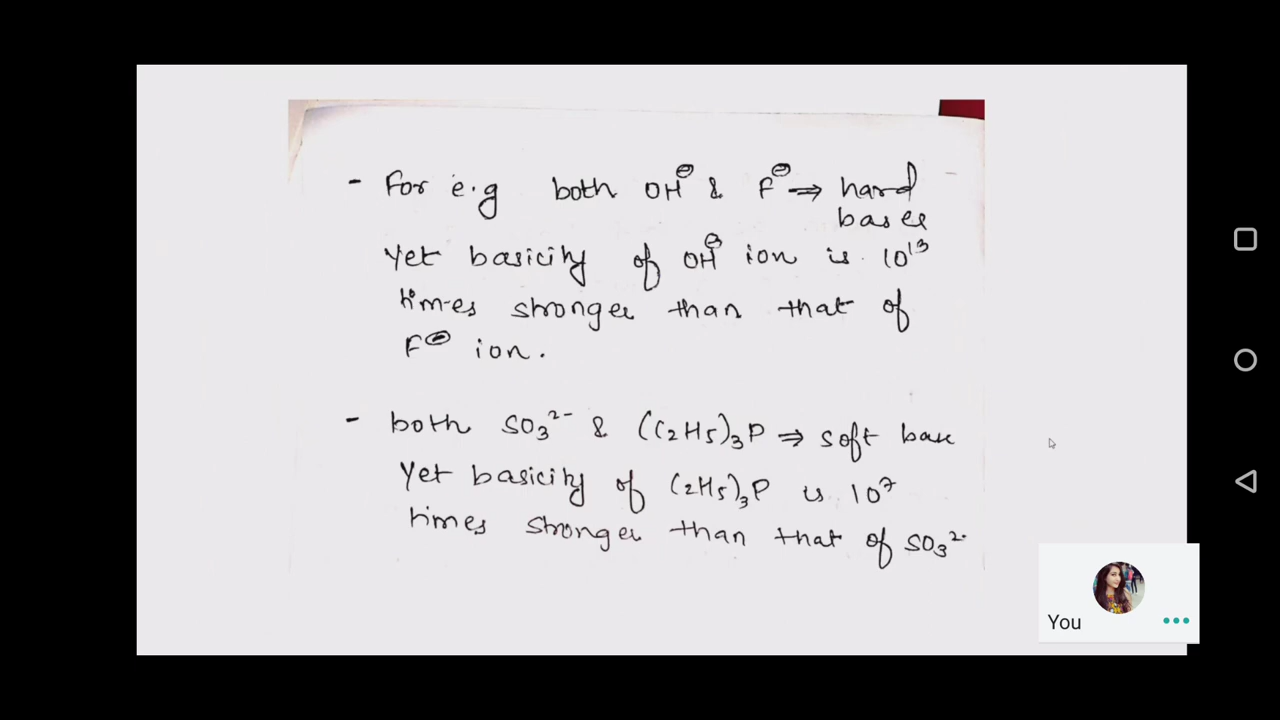 - For e.g both OH⊖ & F⊖ ⇒ hard
bases
Yet basicity of OH⊖ ion is 10¹³
times stronger than that of
F⊖ ion.
- both SO₃²⁻ & (C₂H₅)₃P ⇒ soft base
Yet basicity of (C₂H₅)₃P is 10⁷
times stronger than that of SO₃²⁻
You